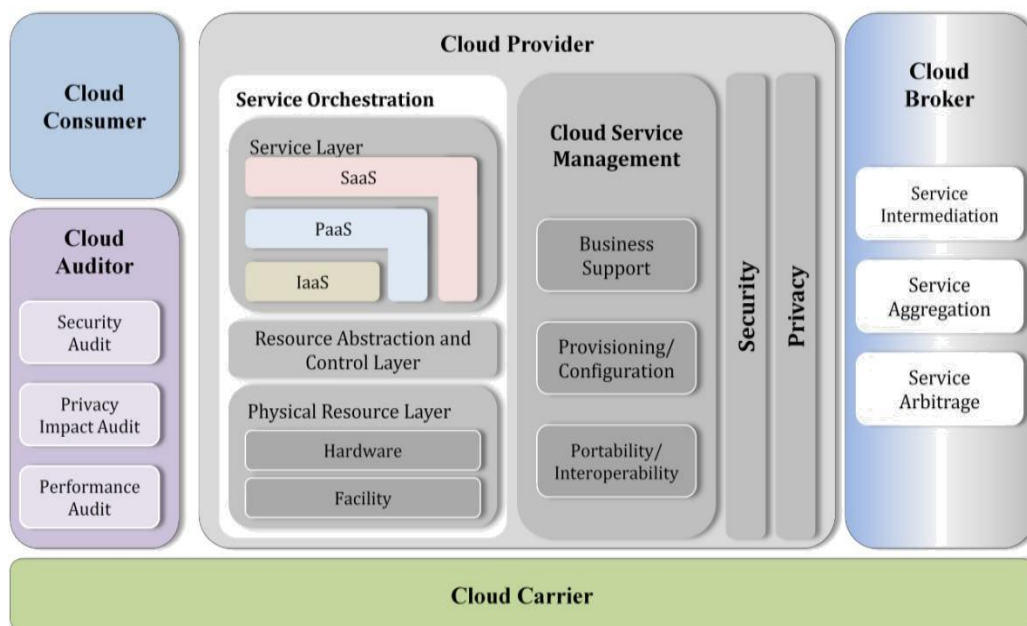 Cloud
Consumer
Cloud
Auditor
Security
Audit
Privacy
Impact Audit
Performance
Audit
Cloud Provider
Service Orchestration
Service Layer
SaaS
PaaS
IaaS
Resource Abstraction and
Control Layer
Physical Resource Layer
Hardware
Facility
Cloud Service
Management
Business
Support
Provisioning/
Configuration
Portability/
Interoperability
Security
Privacy
Cloud
Broker
Service
Intermediation
Service
Aggregation
Service
Arbitrage
Cloud Carrier